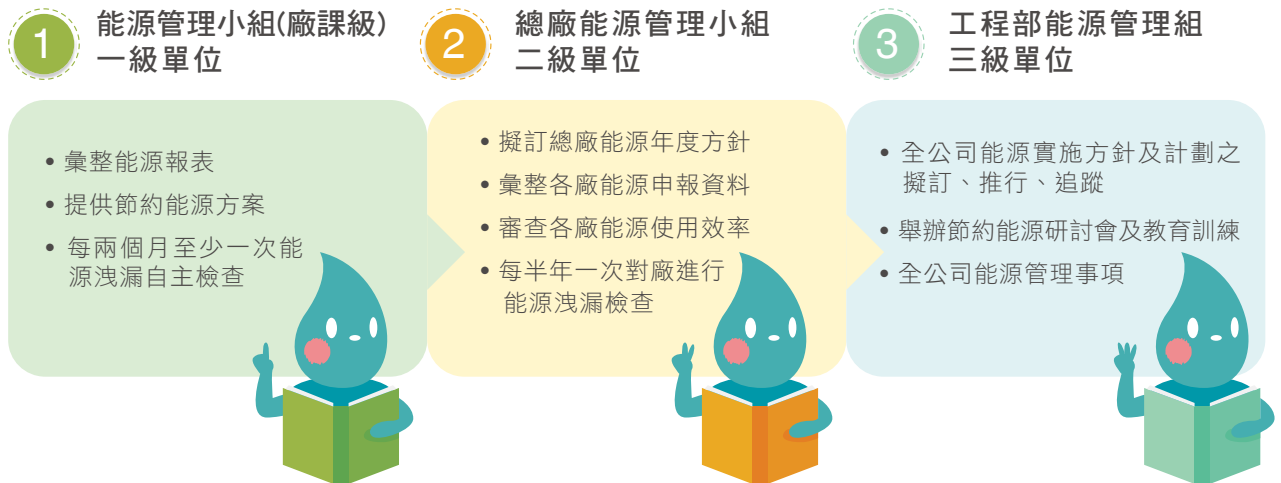 1
能源管理小組(廠課級)
一級單位
• 彙整能源報表
• 提供節約能源方案
• 每兩個月至少一次能
源洩漏自主檢查
2
總廠能源管理小組
二級單位
• 擬訂總廠能源年度方針
• 彙整各廠能源申報資料
• 審查各廠能源使用效率
• 每半年一次對廠進行
能源洩漏檢查
3
工程部能源管理組
三級單位
• 全公司能源實施方針及計劃之
擬訂、推行、追蹤
• 舉辦節約能源研討會及教育訓練
• 全公司能源管理事項